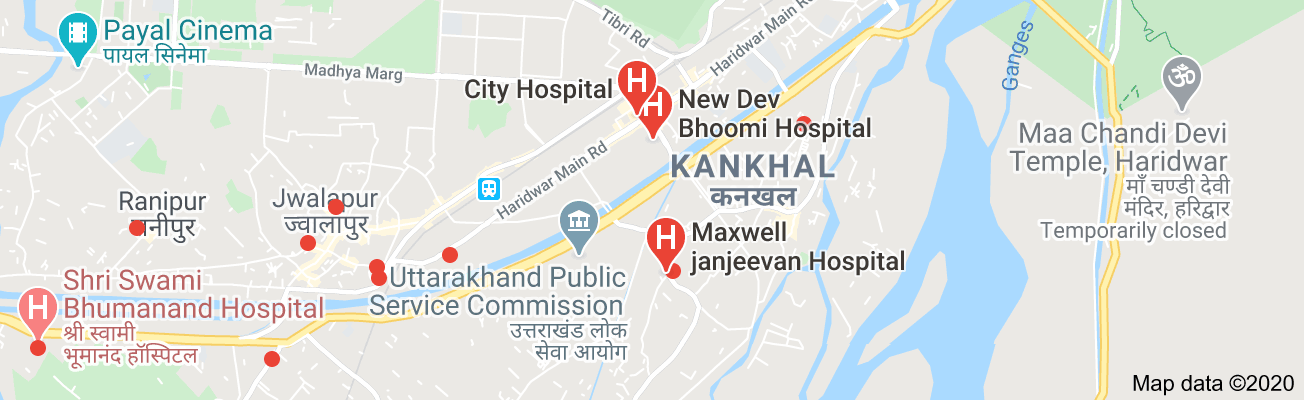 Payal Cinema
पायल सिनेमा
Madhya Marg
Tibri Rd
Haridwar Main Rd
Ganges
City Hospital
New Dev
Bhoomi Hospital
KANKHAL
कनखल
Maa Chandi Devi
Temple, Haridwar
माँ चण्डी देवी
मंदिर, हरिद्वार
Temporarily closed
Haridwar Main Rd
Ranipur
Jwalapur
ज्वालापुर
Maxwell
janjeevan Hospital
Uttarakhand Public
Service Commission
उत्तराखंड लोक
सेवा आयोग
Shri Swami
Bhumanand Hospital
श्री स्वामी
भूमानंद हॉस्पिटल
Map data ©2020